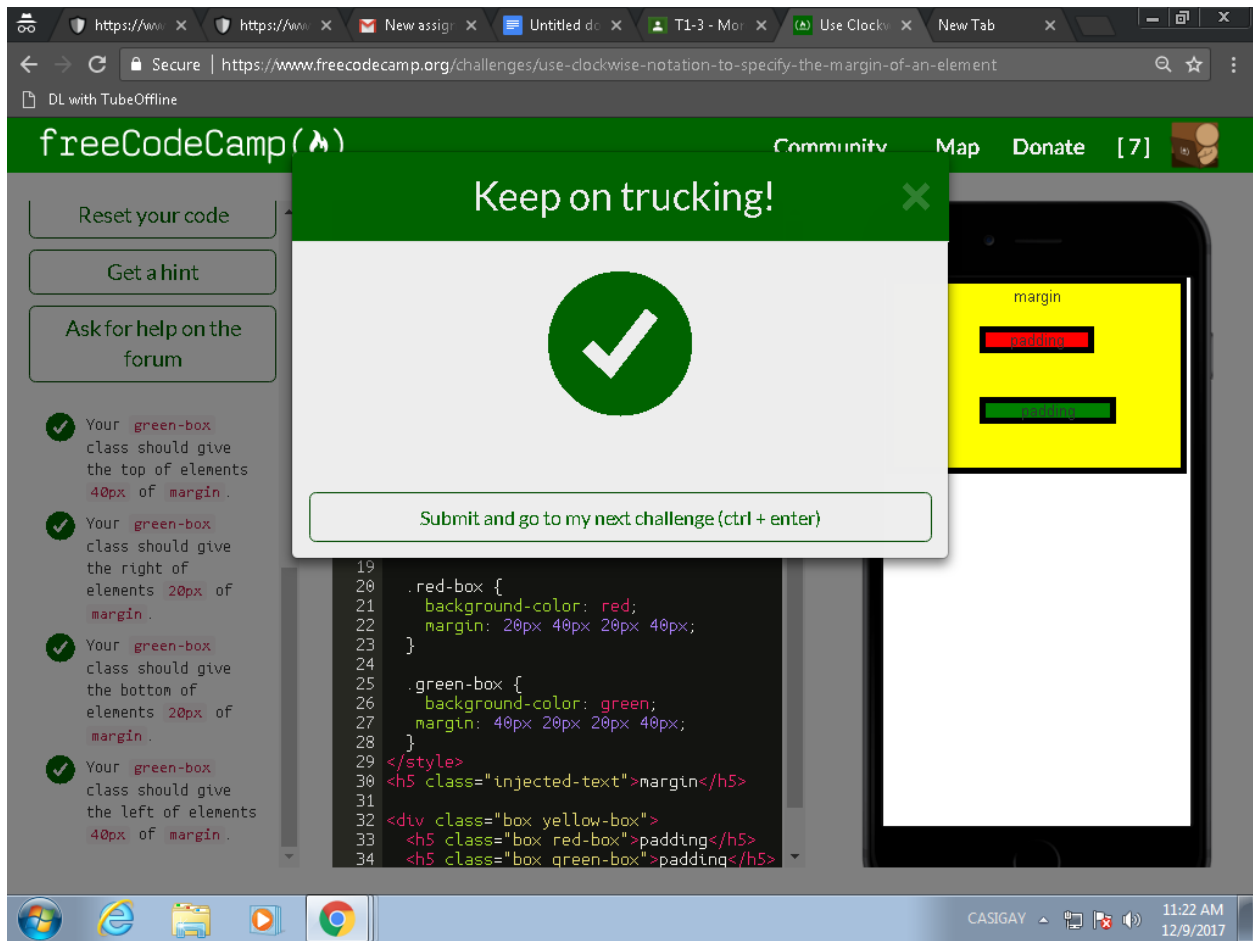 https://www
https://www
New assigr
Untitled do
T1-3 - Mor
Use Clockw
New Tab
Secure | https://www.freecodecamp.org/challenges/use-clockwise-notation-to-specify-the-margin-of-an-element
DL with TubeOffline
freeCodeCamp
Community
Map
Donate
[7]
Keep on trucking!
Submit and go to my next challenge (ctrl + enter)
Reset your code
Get a hint
Ask for help on the
forum
Your green-box
class should give
the top of elements
40px of margin.
Your green-box
class should give
the right of
elements 20px of
margin.
Your green-box
class should give
the bottom of
elements 20px of
margin.
Your green-box
class should give
the left of elements
40px of margin.
19
20 .red-box {
21 background-color: red;
22 margin: 20px 40px 20px 40px;
23 }
24
25 .green-box {
26 background-color: green;
27 margin: 40px 20px 20px 40px;
28 }
29 </style>
30 <h5 class="injected-text">margin</h5>
31
32 <div class="box yellow-box">
33 <h5 class="box red-box">padding</h5>
34 <h5 class="box green-box">padding</h5>
margin
padding
padding
CASIGAY
11:22 AM
12/9/2017